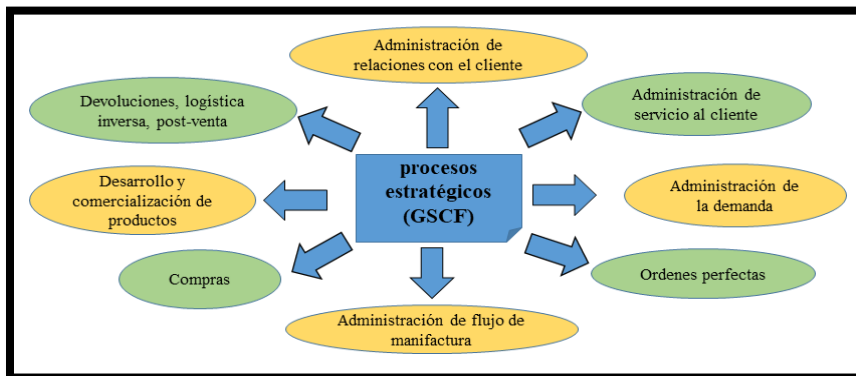 Administración de
relaciones con el cliente
Devoluciones, logística
inversa, post-venta
Administración de
servicio al cliente
procesos
estratégicos
(GSCF)
Desarrollo y
comercialización de
productos
Administración de
la demanda
Compras
Ordenes perfectas
Administración de flujo de
manifactura